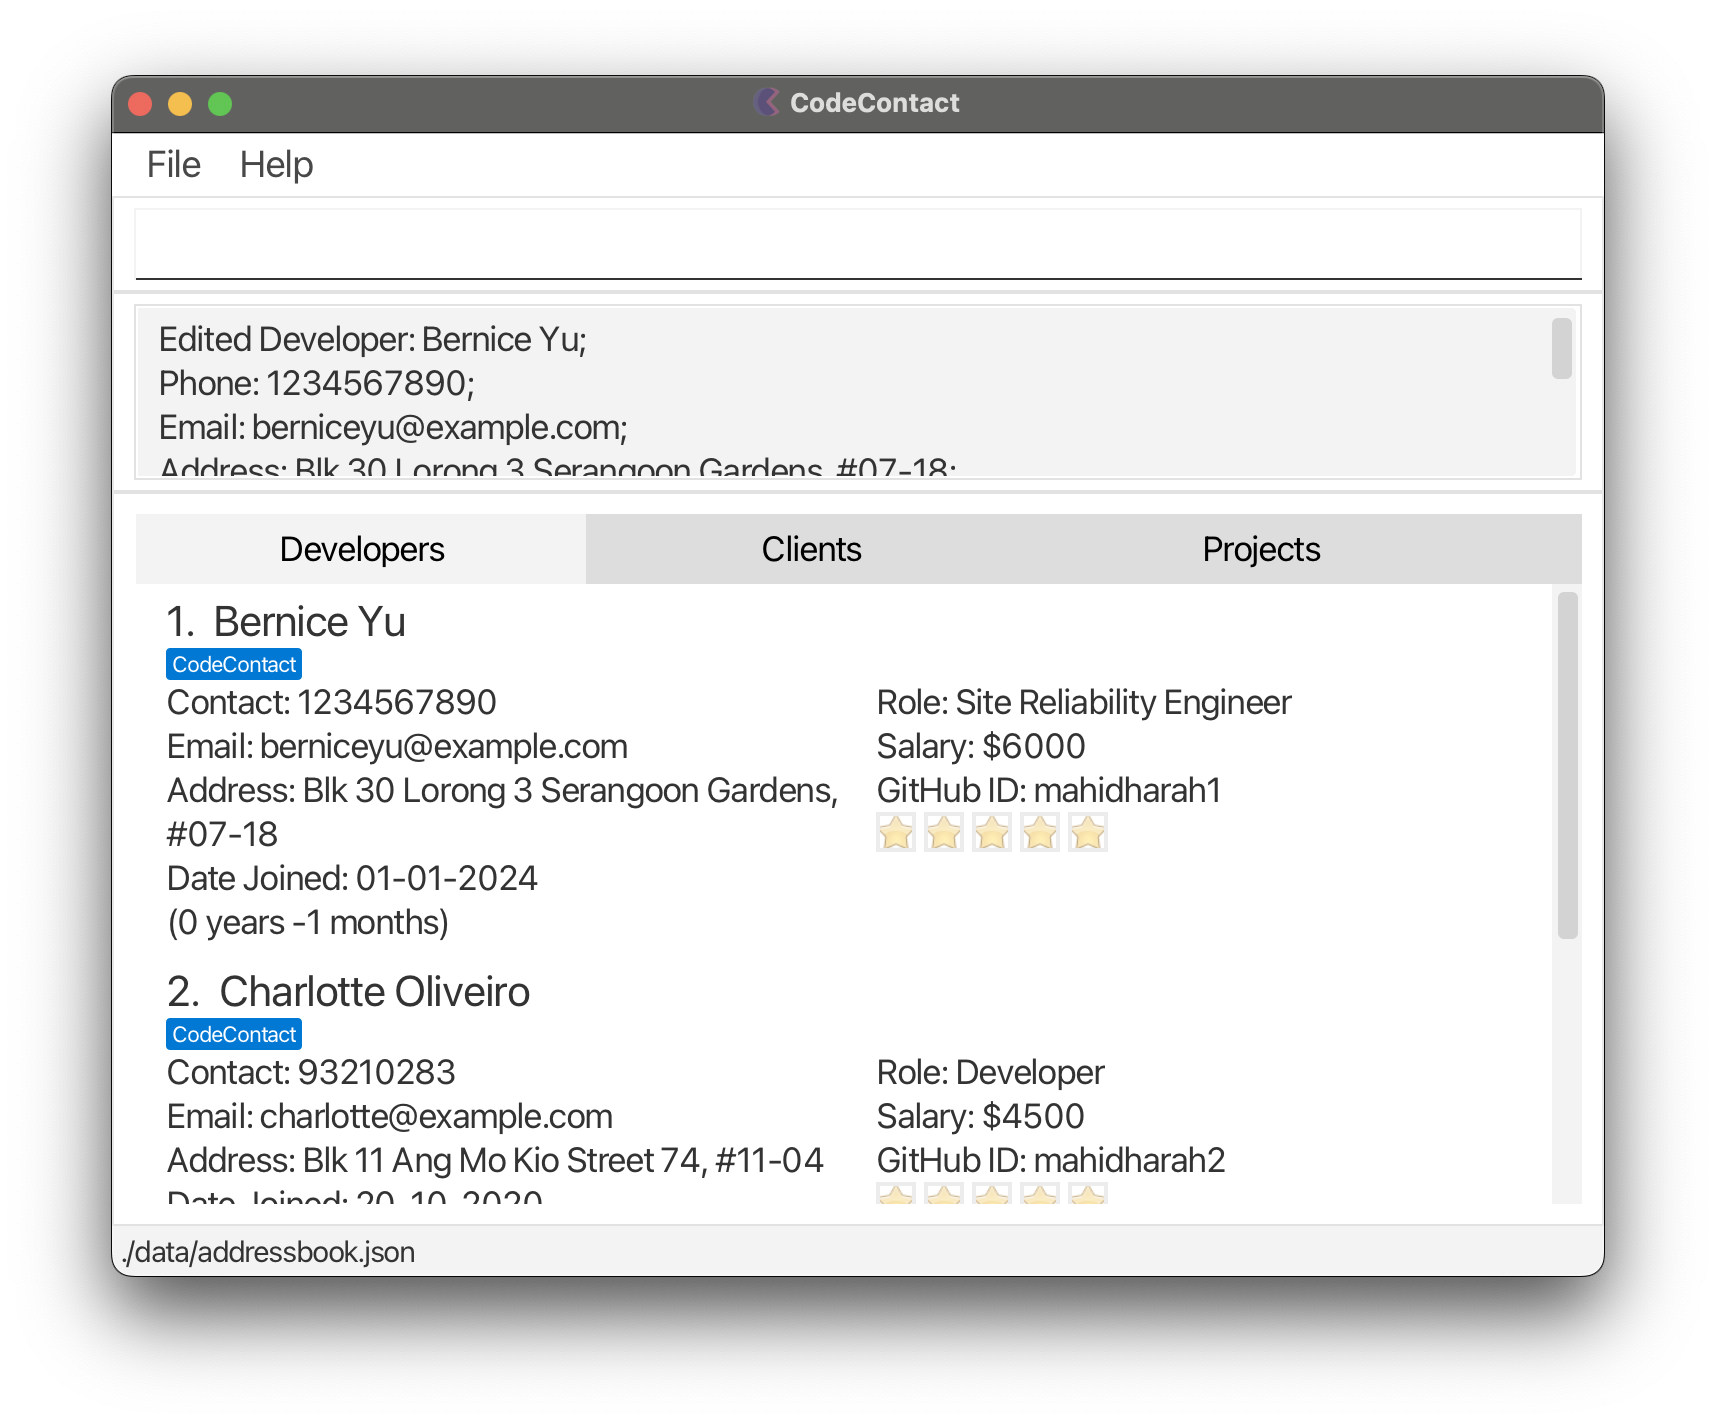 CodeContact
File Help
Edited Developer: Bernice Yu;
Phone: 1234567890;
Email: berniceyu@example.com;
Address: Blk 30 Lorong 3 Serangoon Gardens, #07-18;
Developers Clients Projects
1. Bernice Yu
CodeContact
Contact: 1234567890
Email: berniceyu@example.com
Address: Blk 30 Lorong 3 Serangoon Gardens,
#07-18
Date Joined: 01-01-2024
(0 years -1 months)
Role: Site Reliability Engineer
Salary: $6000
GitHub ID: mahidharah1
2. Charlotte Oliveiro
CodeContact
Contact: 93210283
Email: charlotte@example.com
Address: Blk 11 Ang Mo Kio Street 74, #11-04
Date Joined: 20-10-2020
Role: Developer
Salary: $4500
GitHub ID: mahidharah2
./data/addressbook.json